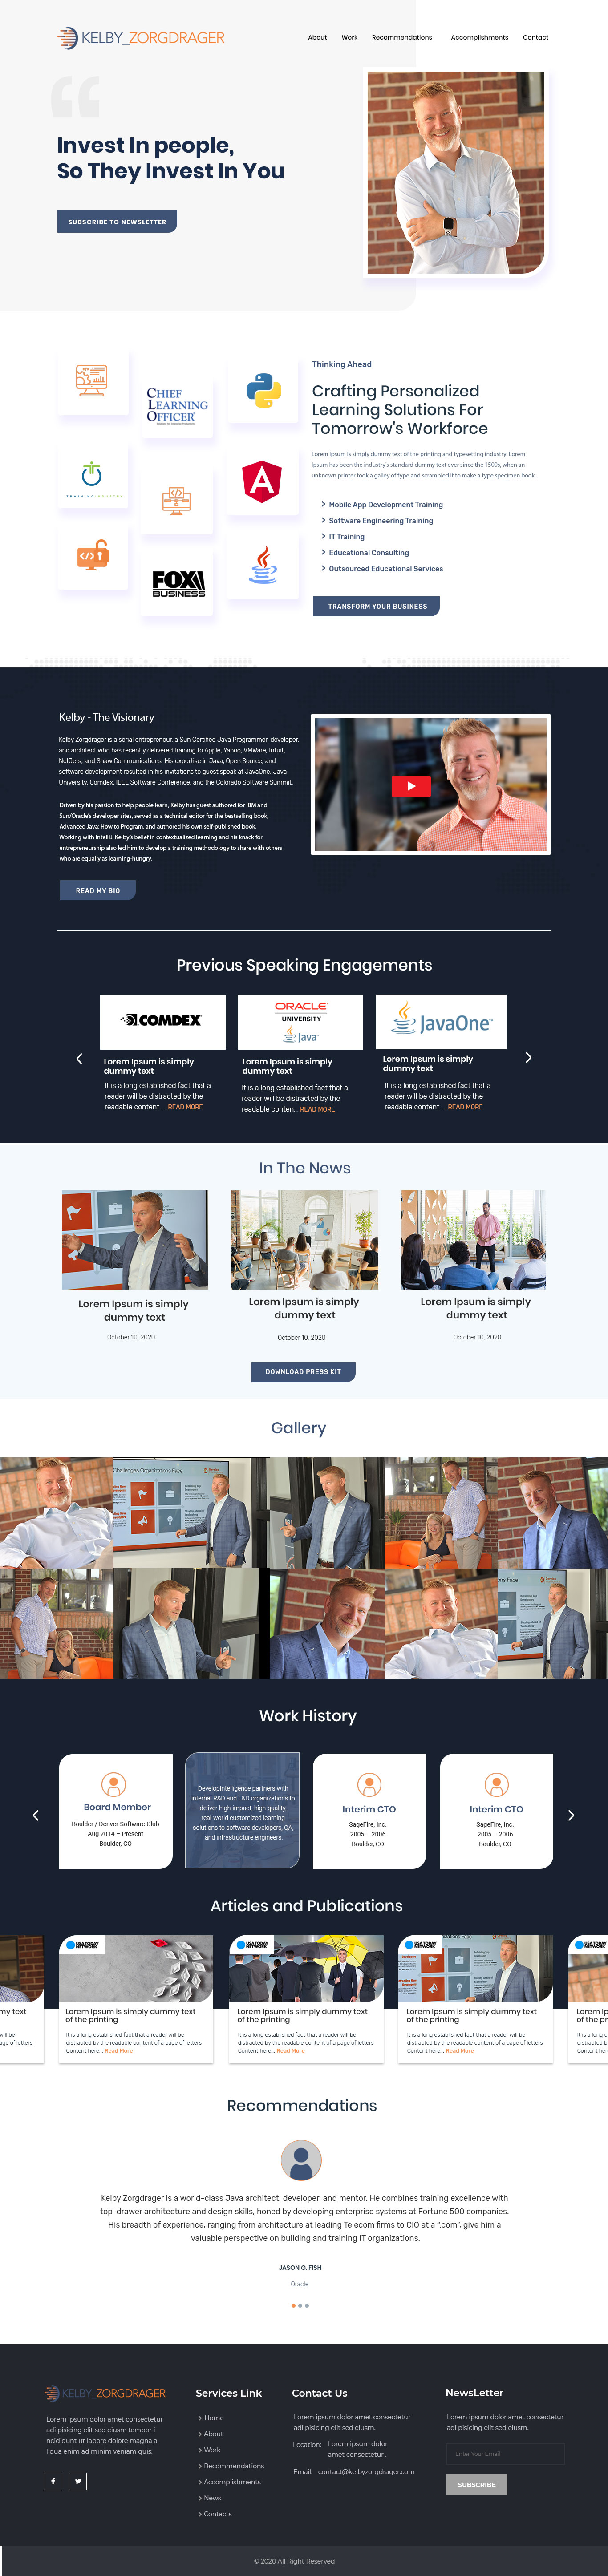 KELBY_ZORGDRAGER
About Work Recommendations Accomplishments Contact
Invest In people,
So They Invest In You
SUBSCRIBE TO NEWSLETTER
CHIEF
LEARNING
OFFICER
TRAININGINDUSTRY
FOX
BUSINESS
Thinking Ahead
Crafting Personalized
Learning Solutions For
Tomorrow's Workforce
Lorem Ipsum is simply dummy text of the printing and typesetting industry. Lorem
Ipsum has been the industry's standard dummy text ever since the 1500s, when an
unknown printer took a galley of type and scrambled it to make a type specimen book.
Mobile App Development Training
Software Engineering Training
IT Training
Educational Consulting
Outsourced Educational Services
TRANSFORM YOUR BUSINESS
Kelby - The Visionary
Kelby Zorgdrager is a serial entrepreneur, a Sun Certified Java Programmer, developer,
and architect who has recently delivered training to Apple, Yahoo, VMWare, Intuit,
NetJets, and Shaw Communications. His expertise in Java, Open Source, and
software development resulted in his invitations to guest speak at JavaOne, Java
University, Comdex, IEEE Software Conference, and the Colorado Software Summit.
Driven by his passion to help people learn, Kelby has guest authored for IBM and
Sun/Oracle's developer sites, served as a technical editor for the bestselling book,
Advanced Java: How to Program, and authored his own self-published book,
Working with IntelliJ. Kelby's belief in contextualized learning and his knack for
entrepreneurship also led him to develop a training methodology to share with others
who are equally as learning-hungry.
READ MY BIO
Previous Speaking Engagements
COMDEX
Lorem Ipsum is simply
dummy text
It is a long established fact that a
reader will be distracted by the
readable content ... READ MORE
ORACLE
UNIVERSITY
Java
Lorem Ipsum is simply
dummy text
It is a long established fact that a
reader will be distracted by the
readable conten... READ MORE
JavaOne
Lorem Ipsum is simply
dummy text
It is a long established fact that a
reader will be distracted by the
readable content ... READ MORE
In The News
Lorem Ipsum is simply
dummy text
October 10, 2020
Lorem Ipsum is simply
dummy text
October 10, 2020
Lorem Ipsum is simply
dummy text
October 10, 2020
DOWNLOAD PRESS KIT
Gallery
Challenges Organizations Face
Work History
Board Member
Boulder / Denver Software Club
Aug 2014 – Present
Boulder, CO
DevelopIntelligence partners with
internal R&D and L&D organizations to
deliver high-impact, high-quality,
real-world customized learning
solutions to software developers, QA,
and infrastructure engineers.
Interim CTO
SageFire, Inc.
2005 – 2006
Boulder, CO
Interim CTO
SageFire, Inc.
2005 – 2006
Boulder, CO
Articles and Publications
my text
will be
page of letters
USA TODAY
NETWORK
Lorem Ipsum is simply dummy text
of the printing
It is a long established fact that a reader will be
distracted by the readable content of a page of letters
Content here... Read More
USA TODAY
NETWORK
Lorem Ipsum is simply dummy text
of the printing
It is a long established fact that a reader will be
distracted by the readable content of a page of letters
Content here... Read More
USA TODAY
NETWORK
Lorem Ipsum is simply dummy text
of the printing
It is a long established fact that a reader will be
distracted by the readable content of a page of letters
Content here... Read More
USA TODAY
NETWORK
Lorem Ip
of the pr
It is a long e
distracted b
Content her
Recommendations
Kelby Zorgdrager is a world-class Java architect, developer, and mentor. He combines training excellence with
top-drawer architecture and design skills, honed by developing enterprise systems at Fortune 500 companies.
His breadth of experience, ranging from architecture at leading Telecom firms to CIO at a ".com", give him a
valuable perspective on building and training IT organizations.
JASON G. FISH
Oracle
KELBY_ZORGDRAGER
Lorem ipsum dolor amet consectetur
adi pisicing elit sed eiusm tempor i
ncididunt ut labore dolore magna a
liqua enim ad minim veniam quis.
Services Link
Home
About
Work
Recommendations
Accomplishments
News
Contacts
Contact Us
Lorem ipsum dolor amet consectetur
adi pisicing elit sed eiusm.
Location: Lorem ipsum dolor
amet consectetur .
Email: contact@kelbyzorgdrager.com
NewsLetter
Lorem ipsum dolor amet consectetur
adi pisicing elit sed eiusm.
Enter Your Email
SUBSCRIBE
© 2020 All Right Reserved